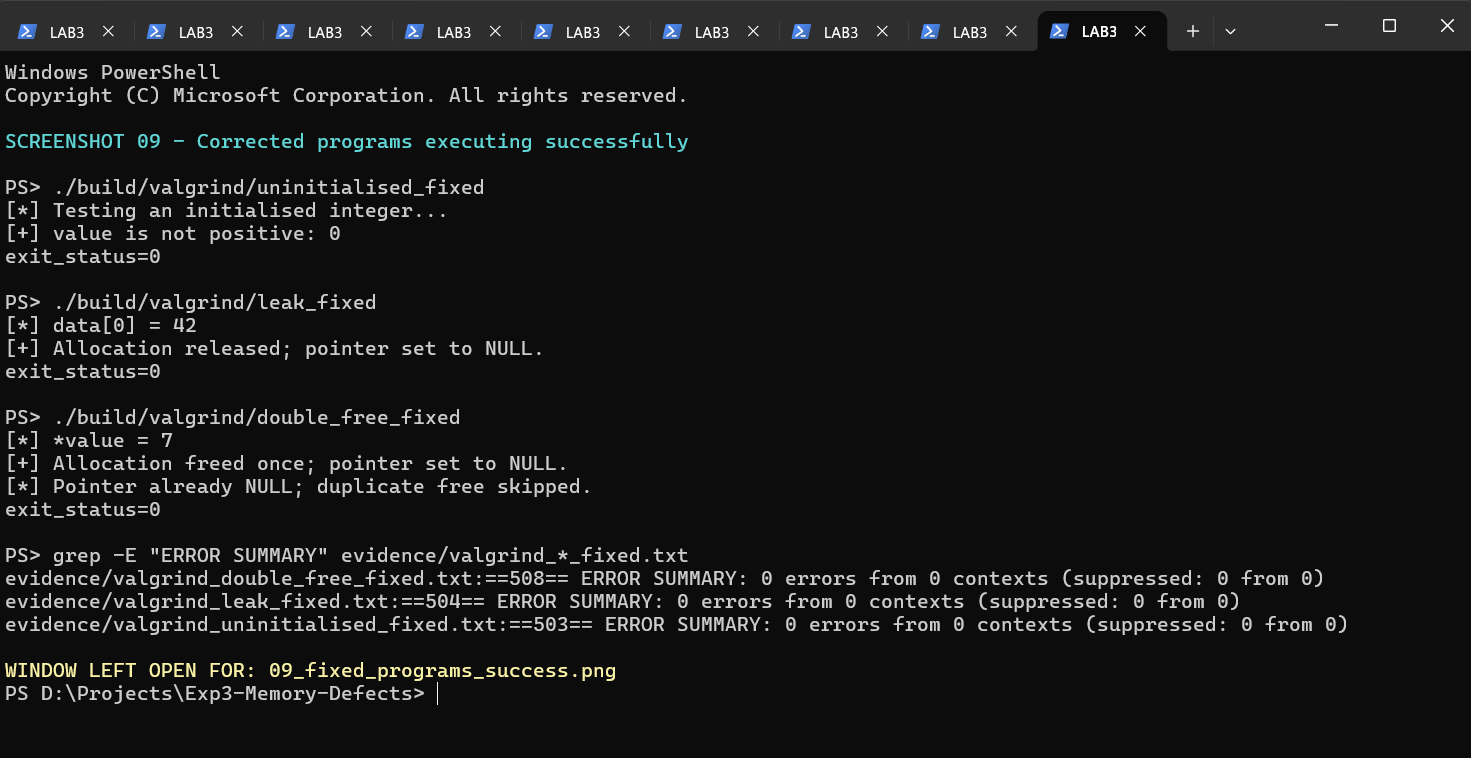 LAB3 LAB3 LAB3 LAB3 LAB3 LAB3 LAB3 LAB3 LAB3
Windows PowerShell
Copyright (C) Microsoft Corporation. All rights reserved.
SCREENSHOT 09 - Corrected programs executing successfully
PS> ./build/valgrind/uninitialised_fixed
[*] Testing an initialised integer...
[+] value is not positive: 0
exit_status=0
PS> ./build/valgrind/leak_fixed
[*] data[0] = 42
[+] Allocation released; pointer set to NULL.
exit_status=0
PS> ./build/valgrind/double_free_fixed
[*] *value = 7
[+] Allocation freed once; pointer set to NULL.
[*] Pointer already NULL; duplicate free skipped.
exit_status=0
PS> grep -E "ERROR SUMMARY" evidence/valgrind_*_fixed.txt
evidence/valgrind_double_free_fixed.txt:==508== ERROR SUMMARY: 0 errors from 0 contexts (suppressed: 0 from 0)
evidence/valgrind_leak_fixed.txt:==504== ERROR SUMMARY: 0 errors from 0 contexts (suppressed: 0 from 0)
evidence/valgrind_uninitialised_fixed.txt:==503== ERROR SUMMARY: 0 errors from 0 contexts (suppressed: 0 from 0)
WINDOW LEFT OPEN FOR: 09_fixed_programs_success.png
PS D:\Projects\Exp3-Memory-Defects>